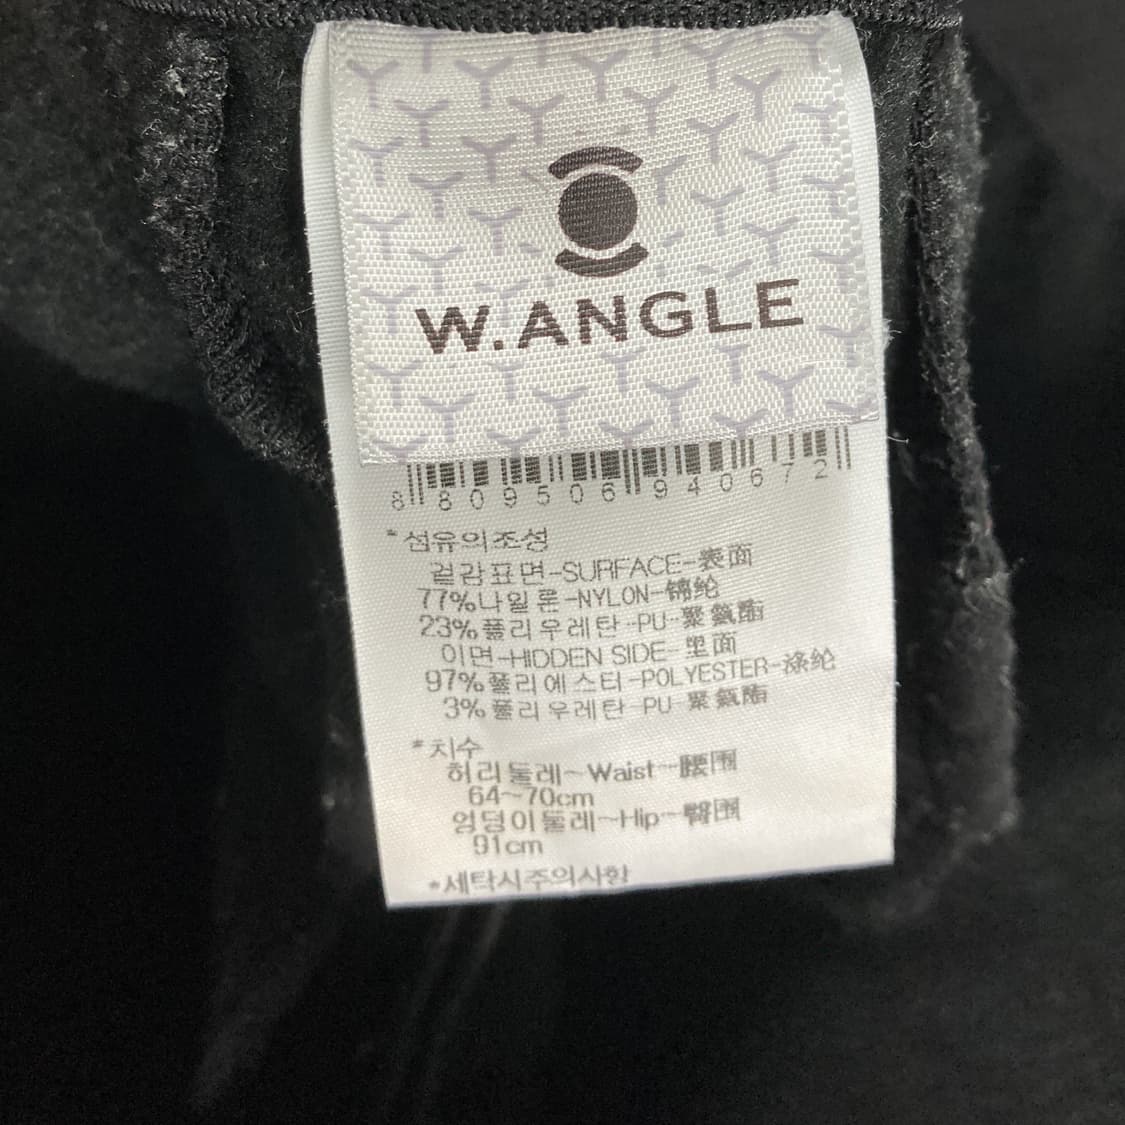 W.ANGLE
8 809506 940672
*섬유의조성
겉감표면-SURFACE-表面
77%나일론-NYLON-锦纶
23%폴리우레탄-PU-聚氨酯
이면-HIDDEN SIDE-里面
97%폴리에스터-POLYESTER-涤纶
3%폴리우레탄-PU-聚氨酯
*치수
허리둘레~Waist~腰围
64~70cm
엉덩이둘레~Hip~臀围
91cm
*세탁시주의사항